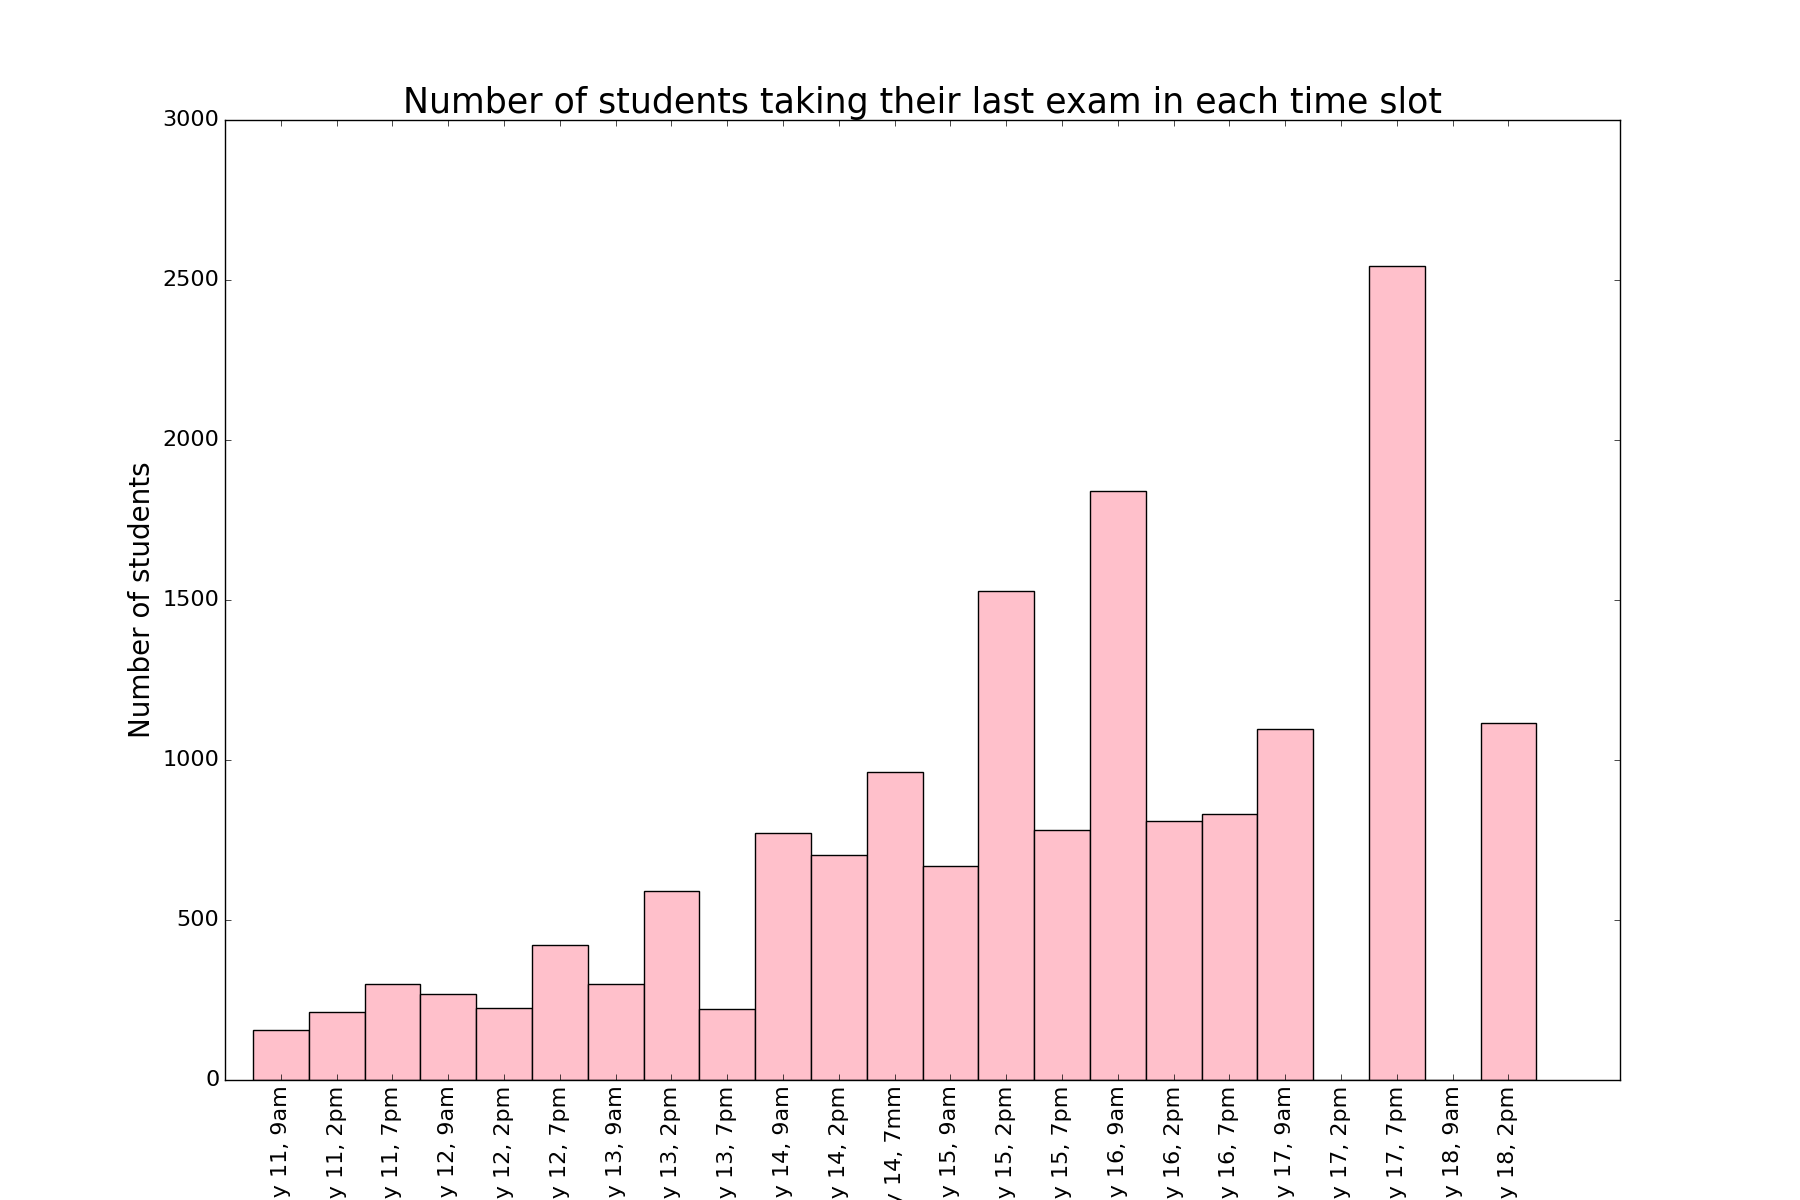 Number of students taking their last exam in each time slot
3000
2500
2000
1500
1000
500
0
Number of students
y 11, 9am
y 11, 2pm
y 11, 7pm
y 12, 9am
y 12, 2pm
y 12, 7pm
y 13, 9am
y 13, 2pm
y 13, 7pm
y 14, 9am
y 14, 2pm
y 14, 7mm
y 15, 9am
y 15, 2pm
y 15, 7pm
y 16, 9am
y 16, 2pm
y 16, 7pm
y 17, 9am
y 17, 2pm
y 17, 7pm
y 18, 9am
y 18, 2pm